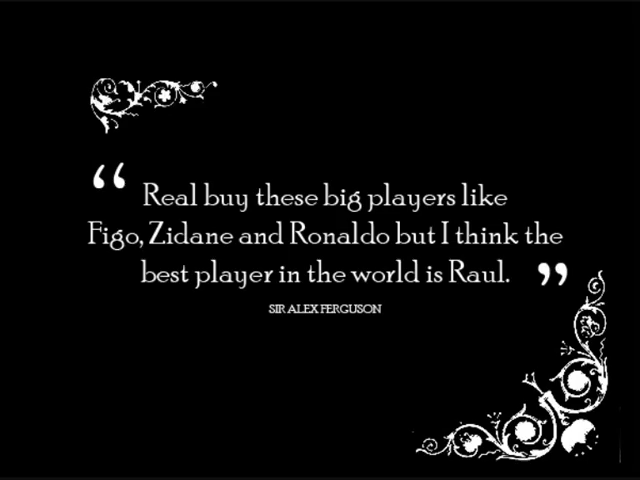 “ Real buy these big players like
Figo, Zidane and Ronaldo but I think the
best player in the world is Raul. ”
SIR ALEX FERGUSON